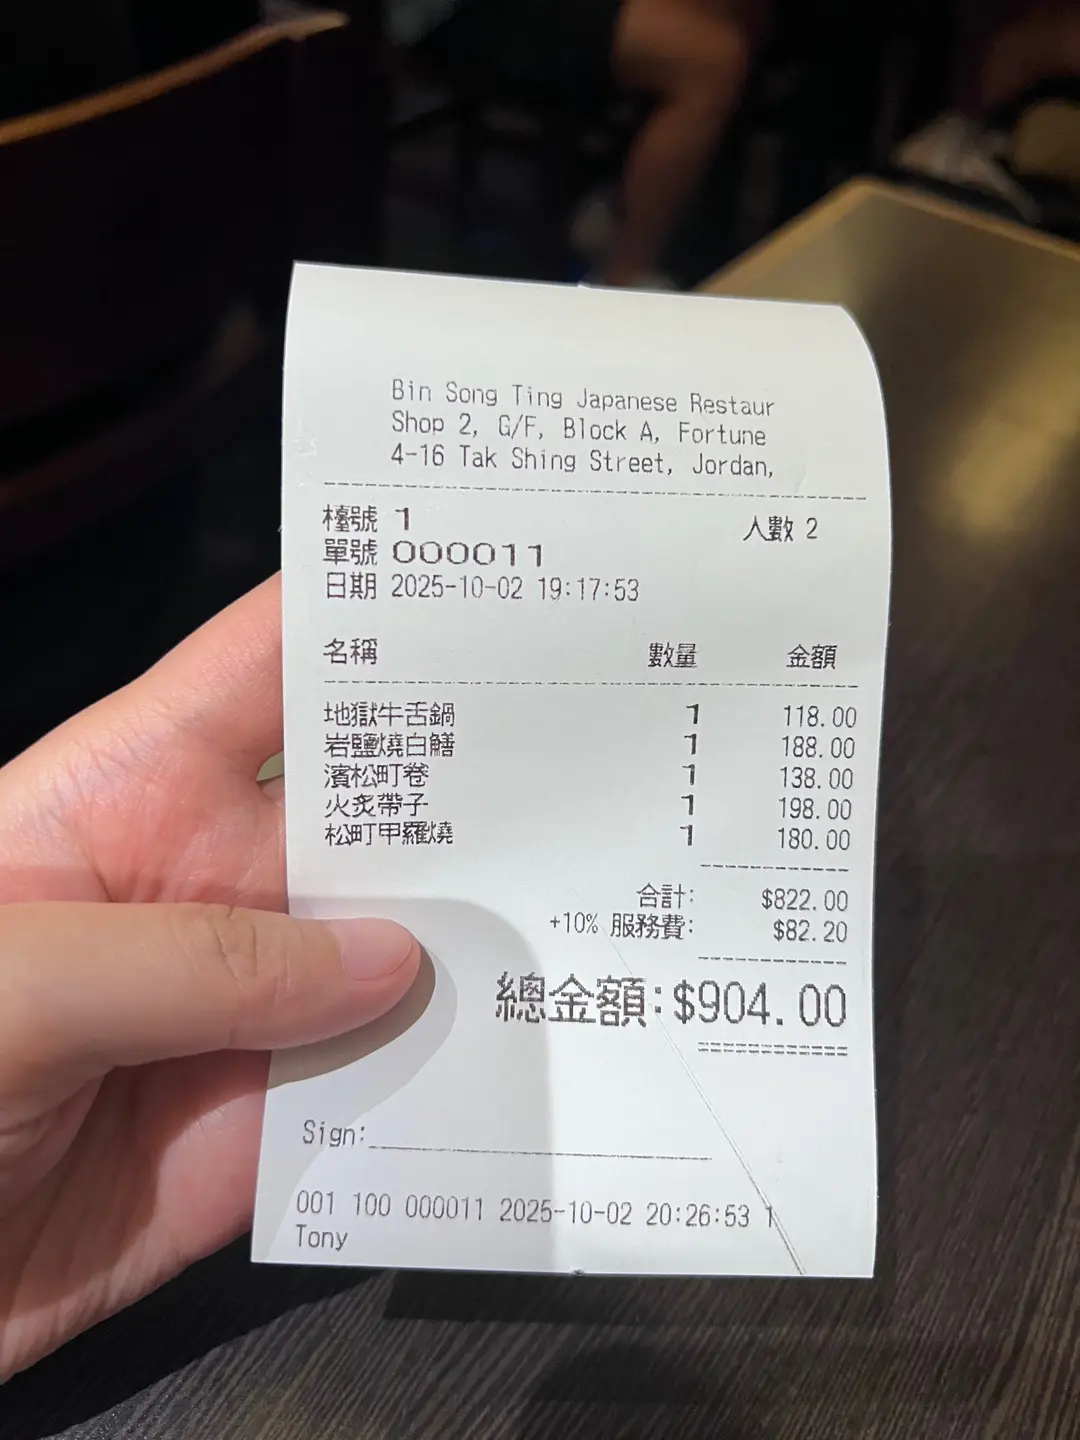 Bin Song Ting Japanese Restaur
Shop 2, G/F, Block A, Fortune
4-16 Tak Shing Street, Jordan,
檯號 1 人數 2
單號 000011
日期 2025-10-02 19:17:53
名稱 數量 金額
地獄牛舌鍋 1 118.00
岩鹽燒白鱔 1 188.00
濱松町卷 1 138.00
火炙帶子 1 198.00
松町甲羅燒 1 180.00
合計: $822.00
+10% 服務費: $82.20
總金額:$904.00
Sign:
001 100 000011 2025-10-02 20:26:53 1
Tony